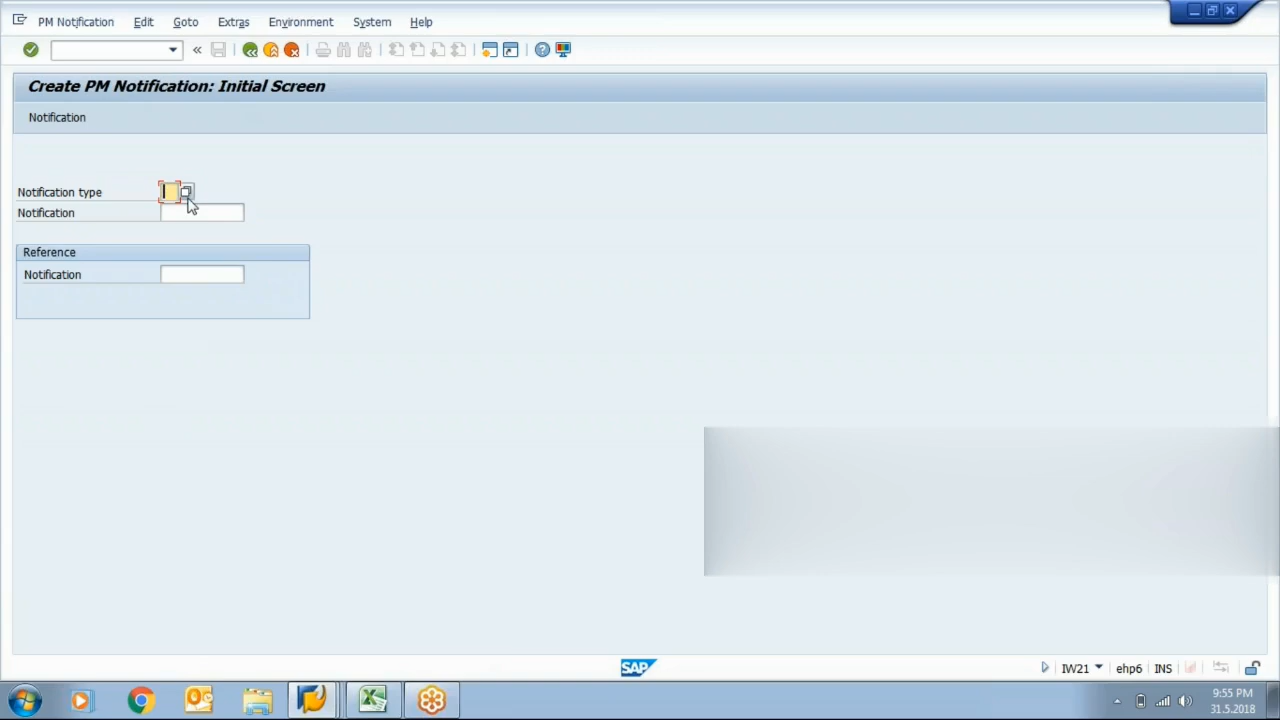 PM Notification Edit Goto Extras Environment System Help
Create PM Notification: Initial Screen
Notification
Notification type
Notification
Reference
Notification
SAP
IW21 ehp6 INS
9:55 PM
31.5.2018